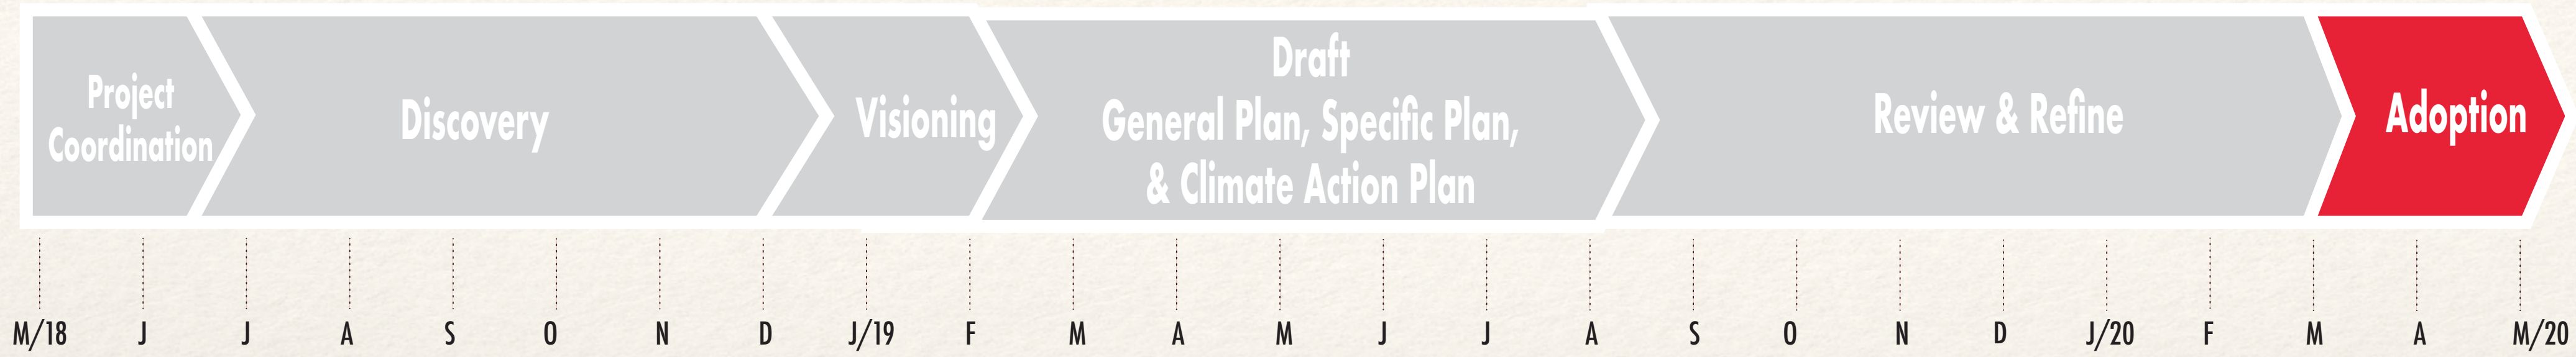 Project
Coordination
Discovery
Visioning
Draft
General Plan, Specific Plan,
& Climate Action Plan
Review & Refine
Adoption
M/18 J J A S O N D J/19 F M A M J J A S O N D J/20 F M A M/20